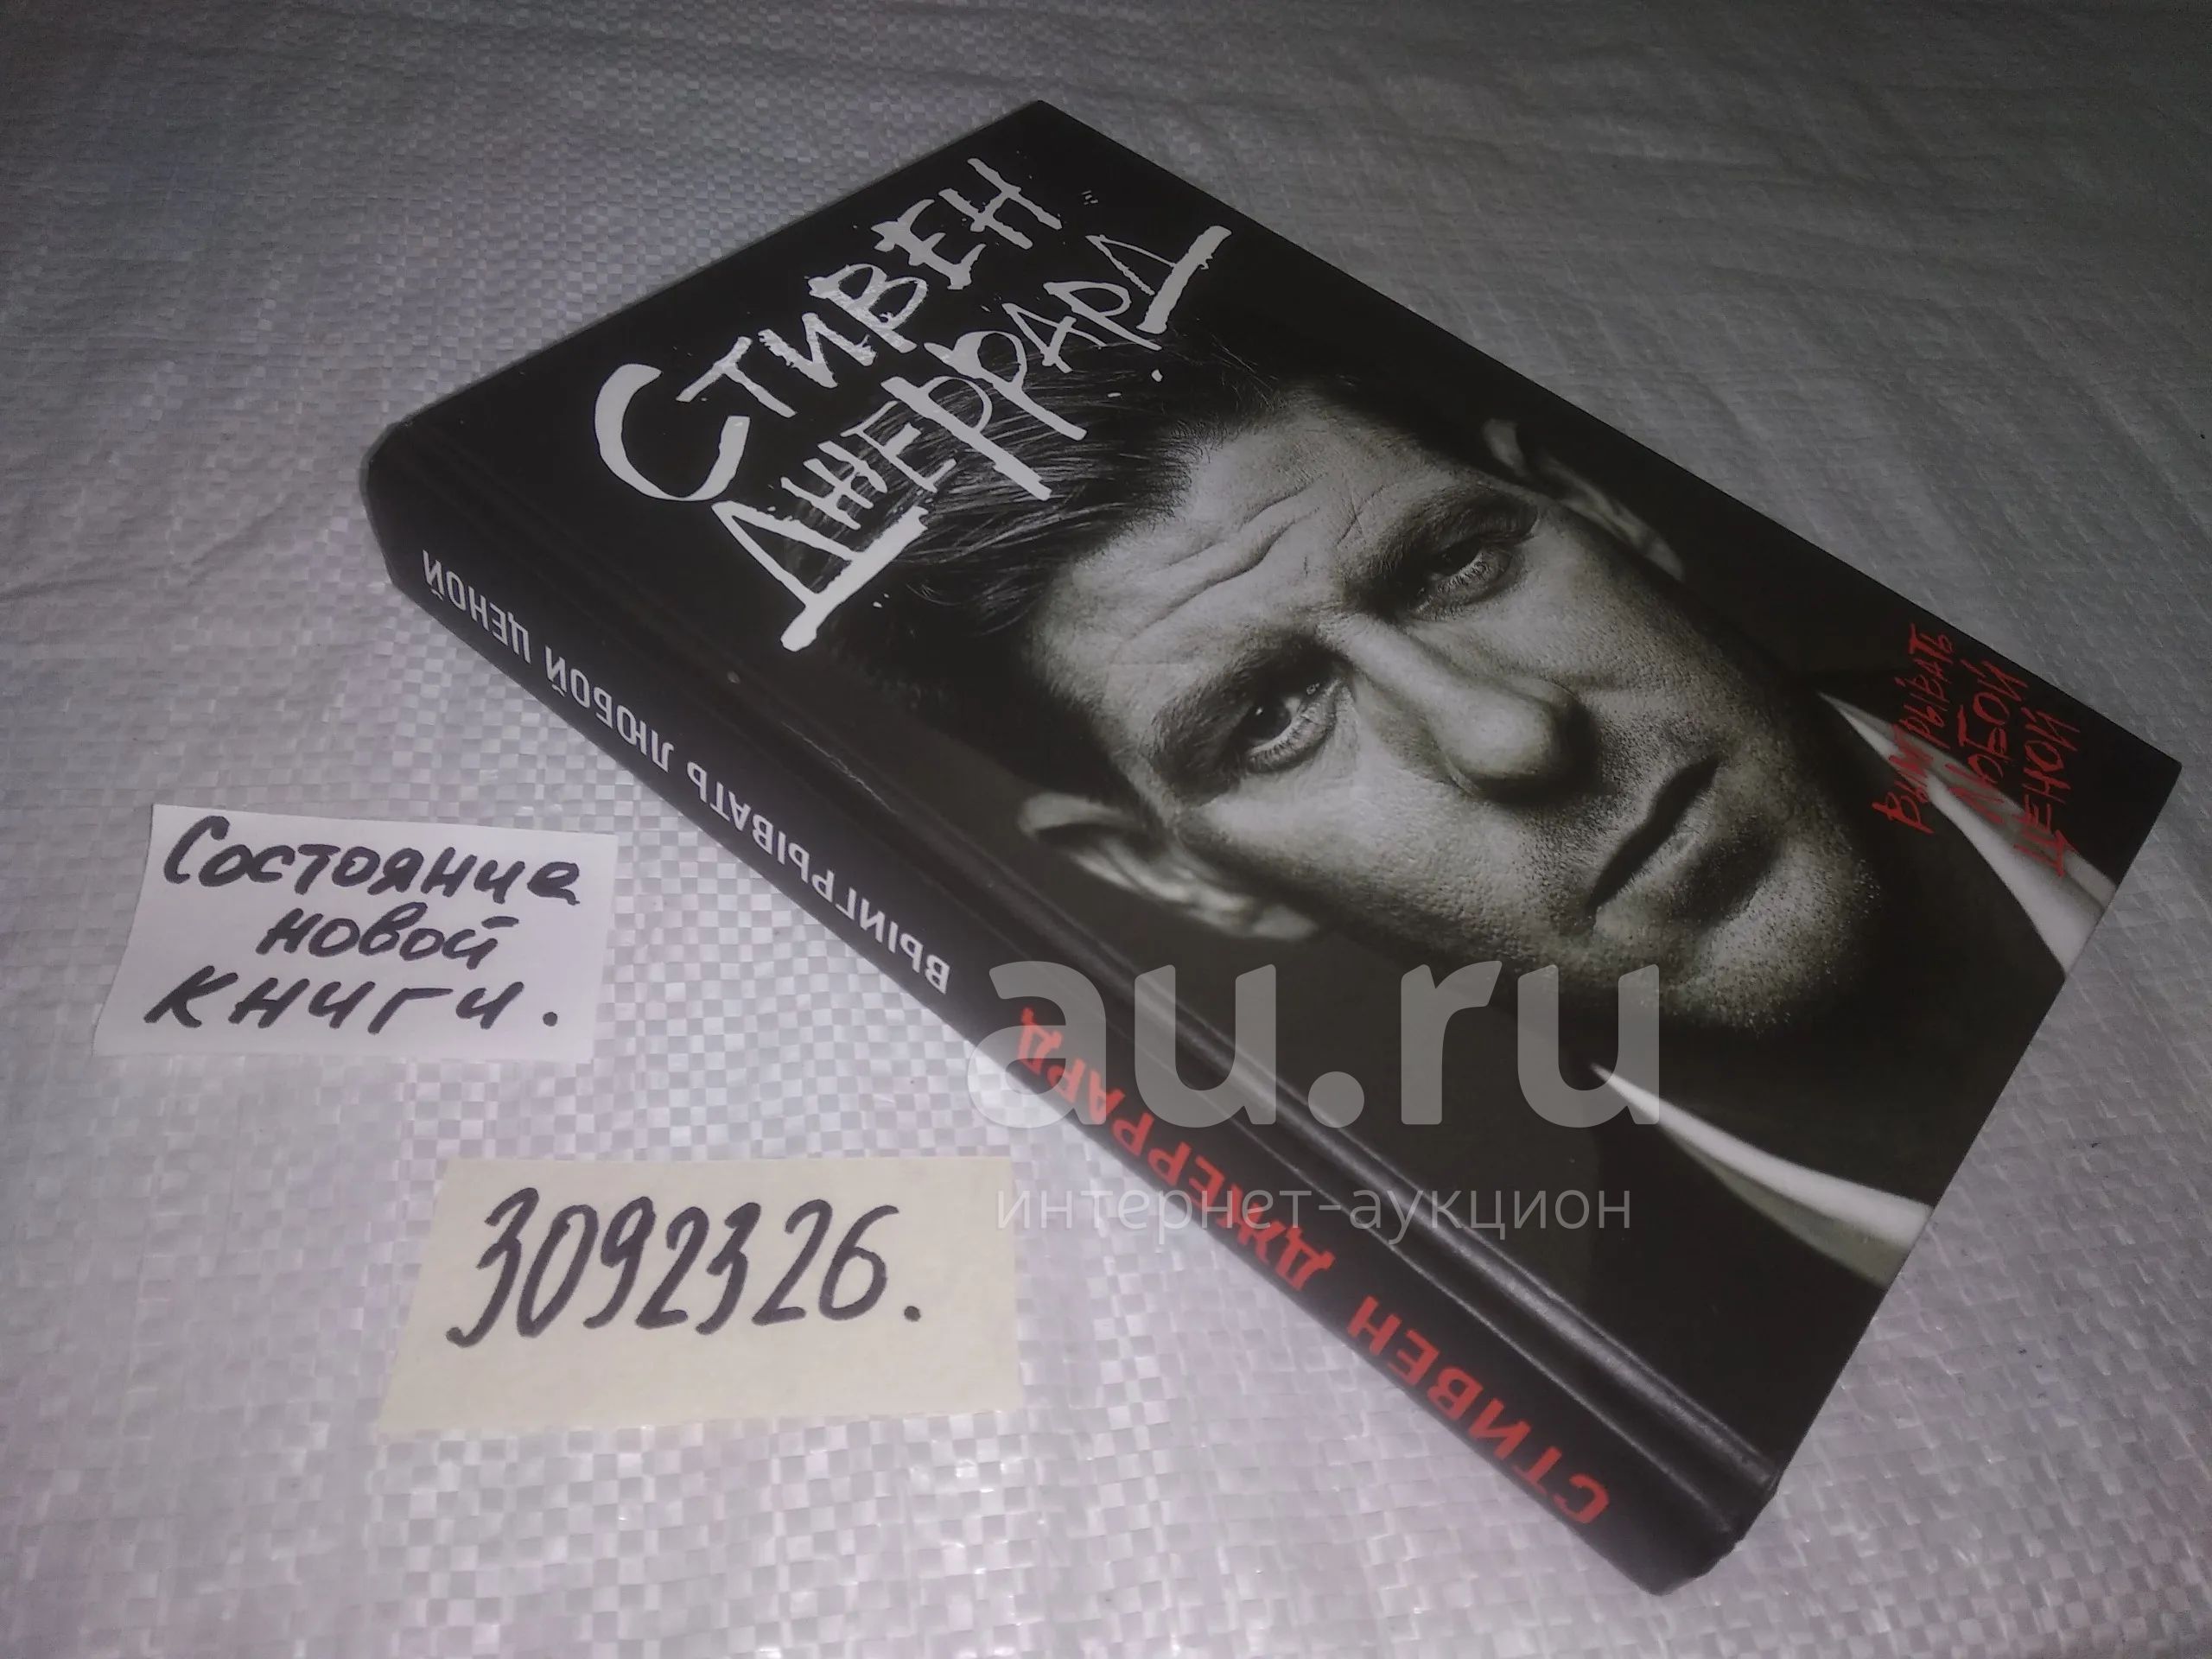 Стивен
Джеррард
Выигрывать
любой
ценой
ВЫИГРЫВАТЬ ЛЮБОЙ ЦЕНОЙ
СТИВЕН ДЖЕРРАРД
Состояние
новой
книги.
3092326.
au.ru
интернет-аукцион